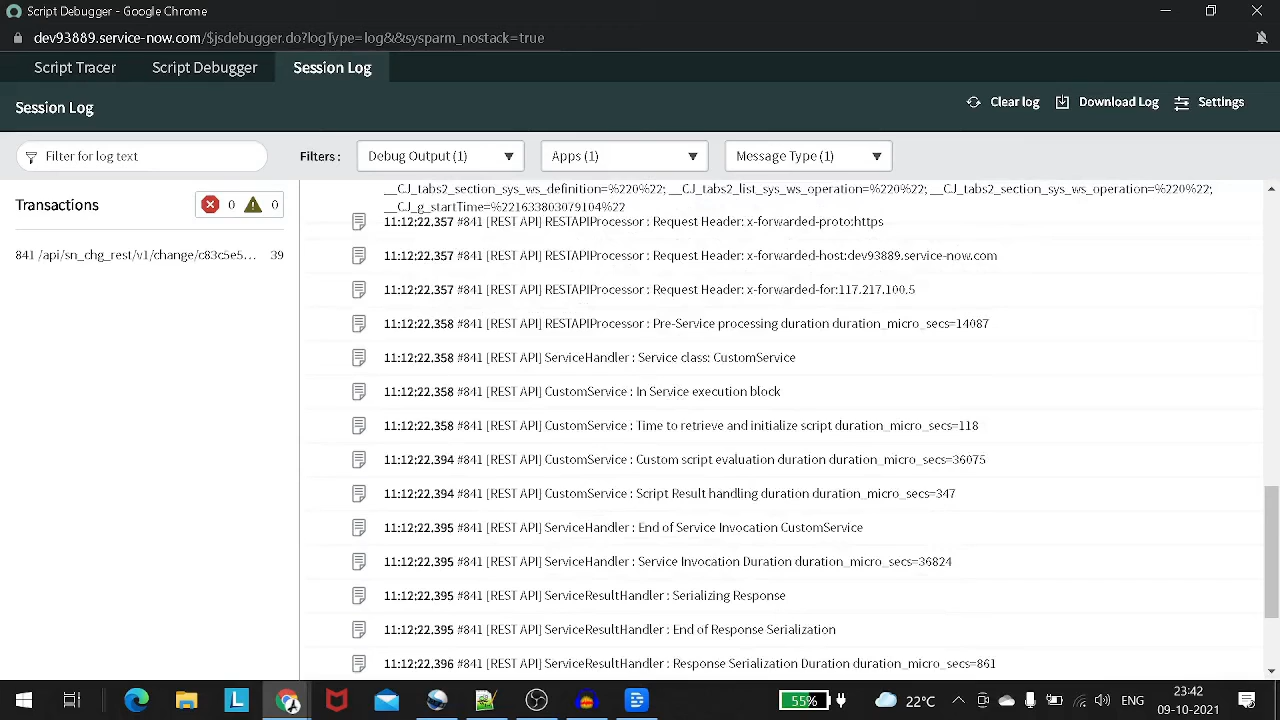 Script Debugger - Google Chrome
dev93889.service-now.com/$jsdebugger.do?logType=log&&sysparm_nostack=true
Script Tracer
Script Debugger
Session Log
Session Log
Clear log
Download Log
Settings
Filter for log text
Filters :
Debug Output (1)
Apps (1)
Message Type (1)
Transactions
0
0
841 /api/sn_chg_rest/v1/change/c83c5e5... 39
__CJ_tabs2_section_sys_ws_definition=%220%22; __CJ_tabs2_list_sys_ws_operation=%220%22; __CJ_tabs2_section_sys_ws_operation=%220%22;
__CJ_g_startTime=%221633803079104%22
11:12:22.357 #841 [REST API] RESTAPIProcessor : Request Header: x-forwarded-proto:https
11:12:22.357 #841 [REST API] RESTAPIProcessor : Request Header: x-forwarded-host:dev93889.service-now.com
11:12:22.357 #841 [REST API] RESTAPIProcessor : Request Header: x-forwarded-for:117.217.100.5
11:12:22.358 #841 [REST API] RESTAPIProcessor : Pre-Service processing duration duration_micro_secs=14087
11:12:22.358 #841 [REST API] ServiceHandler : Service class: CustomService
11:12:22.358 #841 [REST API] CustomService : In Service execution block
11:12:22.358 #841 [REST API] CustomService : Time to retrieve and initialize script duration_micro_secs=118
11:12:22.394 #841 [REST API] CustomService : Custom script evaluation duration duration_micro_secs=36075
11:12:22.394 #841 [REST API] CustomService : Script Result handling duration duration_micro_secs=347
11:12:22.395 #841 [REST API] ServiceHandler : End of Service Invocation CustomService
11:12:22.395 #841 [REST API] ServiceHandler : Service Invocation Duration duration_micro_secs=36824
11:12:22.395 #841 [REST API] ServiceResultHandler : Serializing Response
11:12:22.395 #841 [REST API] ServiceResultHandler : End of Response Serialization
11:12:22.396 #841 [REST API] ServiceResultHandler : Response Serialization Duration duration_micro_secs=861
L
55%
22°C
ENG
23:42
09-10-2021